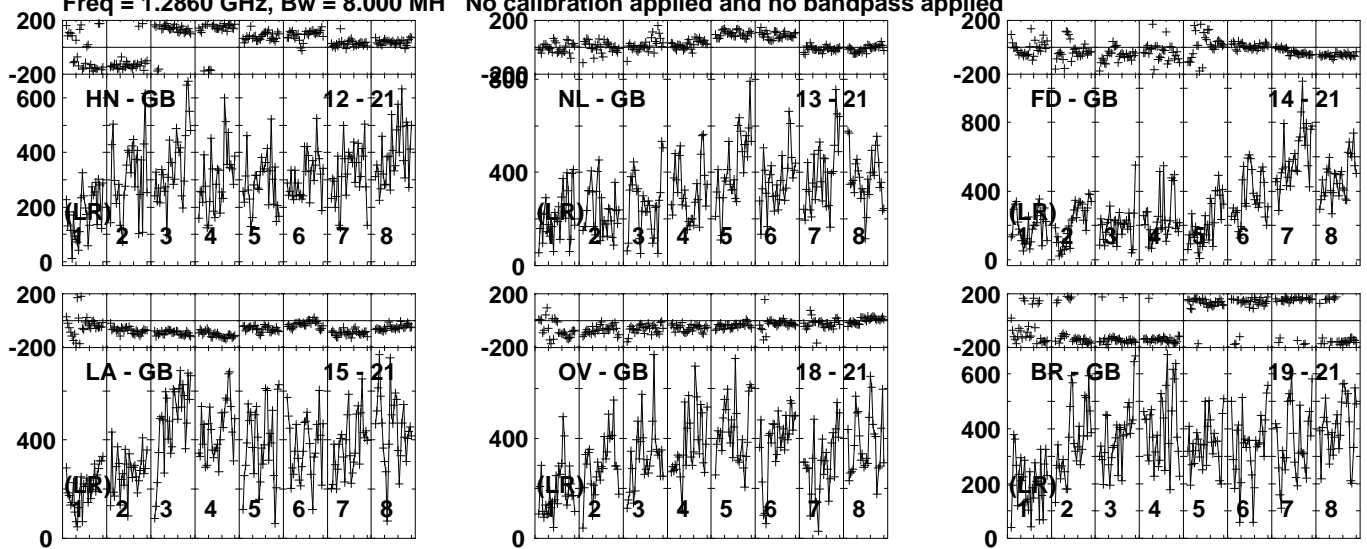 Freq = 1.2860 GHz, Bw = 8.000 MH No calibration applied and no bandpass applied
200
-200
600
400
200
0
HN - GB 12 - 21
(LR)
1 2 3 4 5 6 7 8
200
-200
400
0
NL - GB 13 - 21
(LR)
1 2 3 4 5 6 7 8
200
-200
800
400
0
FD - GB 14 - 21
(LR)
1 2 3 4 5 6 7 8
200
-200
400
0
LA - GB 15 - 21
(LR)
1 2 3 4 5 6 7 8
200
-200
400
0
OV - GB 18 - 21
(LR)
1 2 3 4 5 6 7 8
200
-200
600
400
200
0
BR - GB 19 - 21
(LR)
1 2 3 4 5 6 7 8